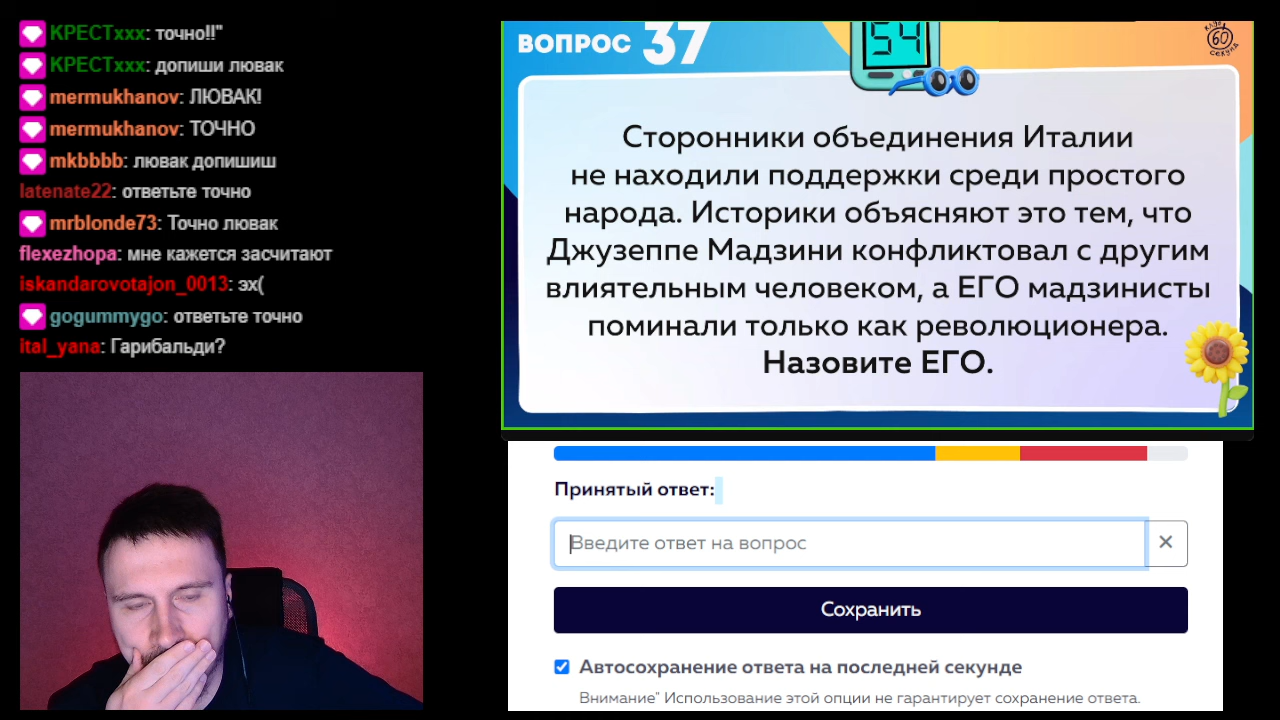 КРЕСТxxx: точно!!"
КРЕСТxxx: допиши лювак
mermukhanov: ЛЮВАК!
mermukhanov: ТОЧНО
mkbbbb: лювак допишиш
latenate22: ответьте точно
mrblonde73: Точно лювак
flexezhopa: мне кажется засчитают
iskandarovotajon_0013: эх(
gogummygo: ответьте точно
ital_yana: Гарибальди?
ВОПРОС 37
54
КЛУБ
60
СЕКУНД
Сторонники объединения Италии
не находили поддержки среди простого
народа. Историки объясняют это тем, что
Джузеппе Мадзини конфликтовал с другим
влиятельным человеком, а ЕГО мадзинисты
поминали только как революционера.
Назовите ЕГО.
Принятый ответ:
Введите ответ на вопрос
Сохранить
Автосохранение ответа на последней секунде
Внимание" Использование этой опции не гарантирует сохранение ответа.